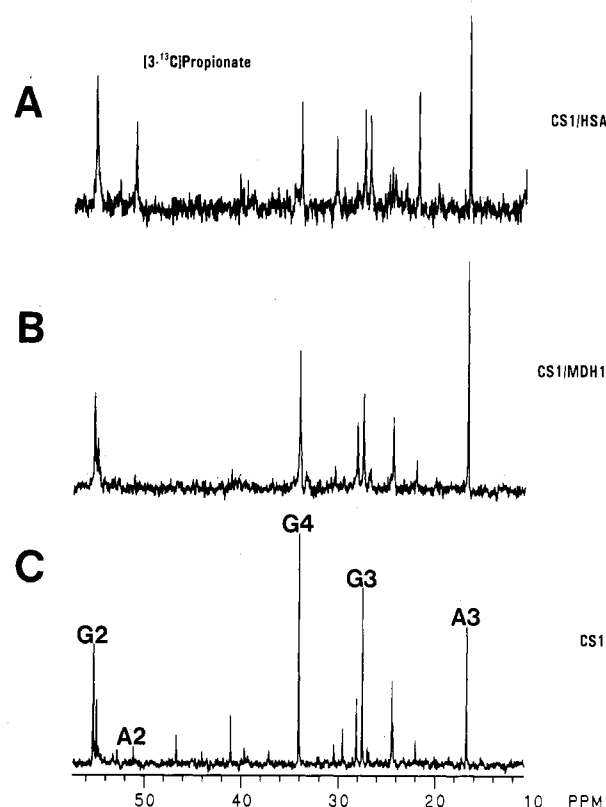 [3-¹³C]Propionate
A
CS1/HSA
B
CS1/MDH1
C
G4
G3
A3
G2
CS1
A2
50 40 30 20 10 PPM